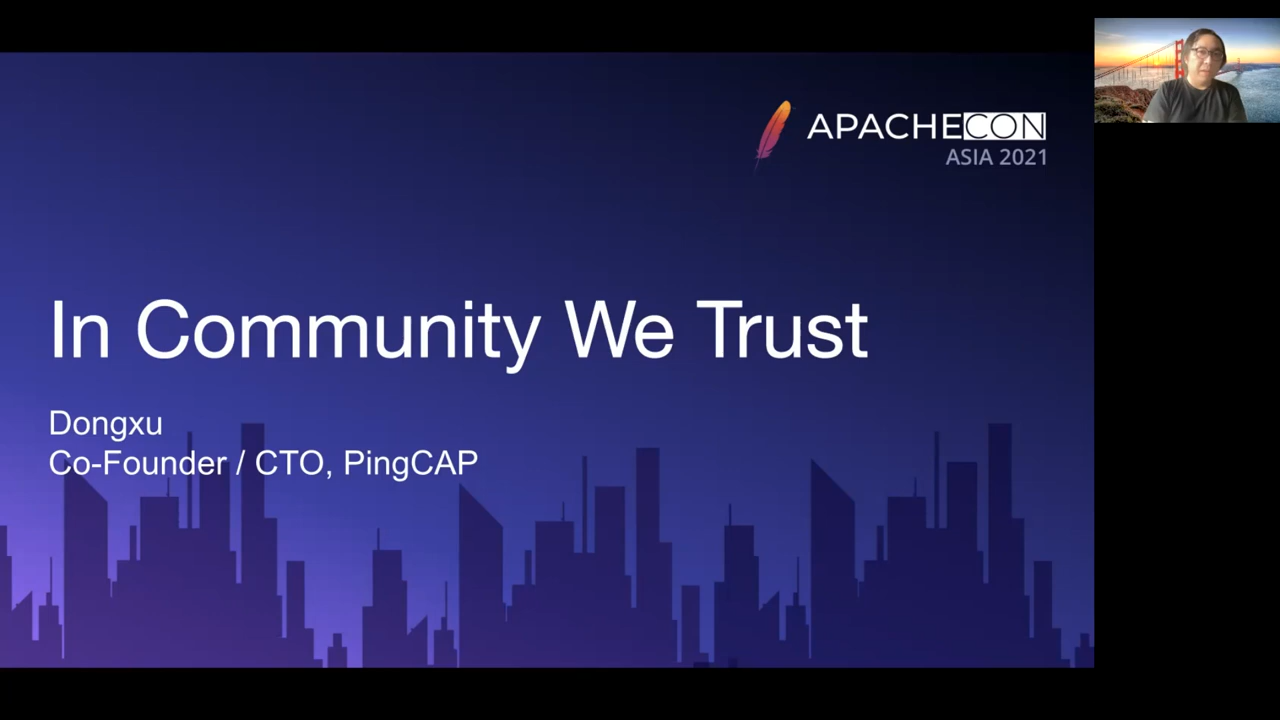 APACHECON
ASIA 2021
In Community We Trust
Dongxu
Co-Founder / CTO, PingCAP